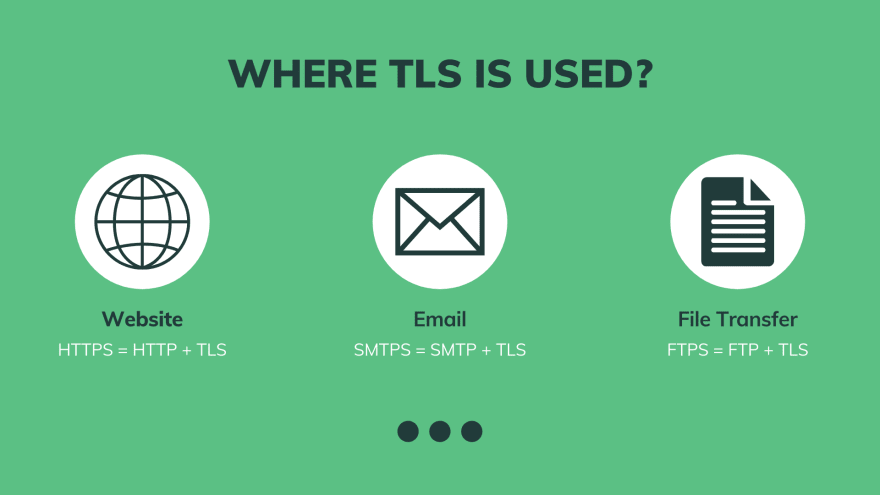 WHERE TLS IS USED?
Website
HTTPS = HTTP + TLS
Email
SMTPS = SMTP + TLS
File Transfer
FTPS = FTP + TLS